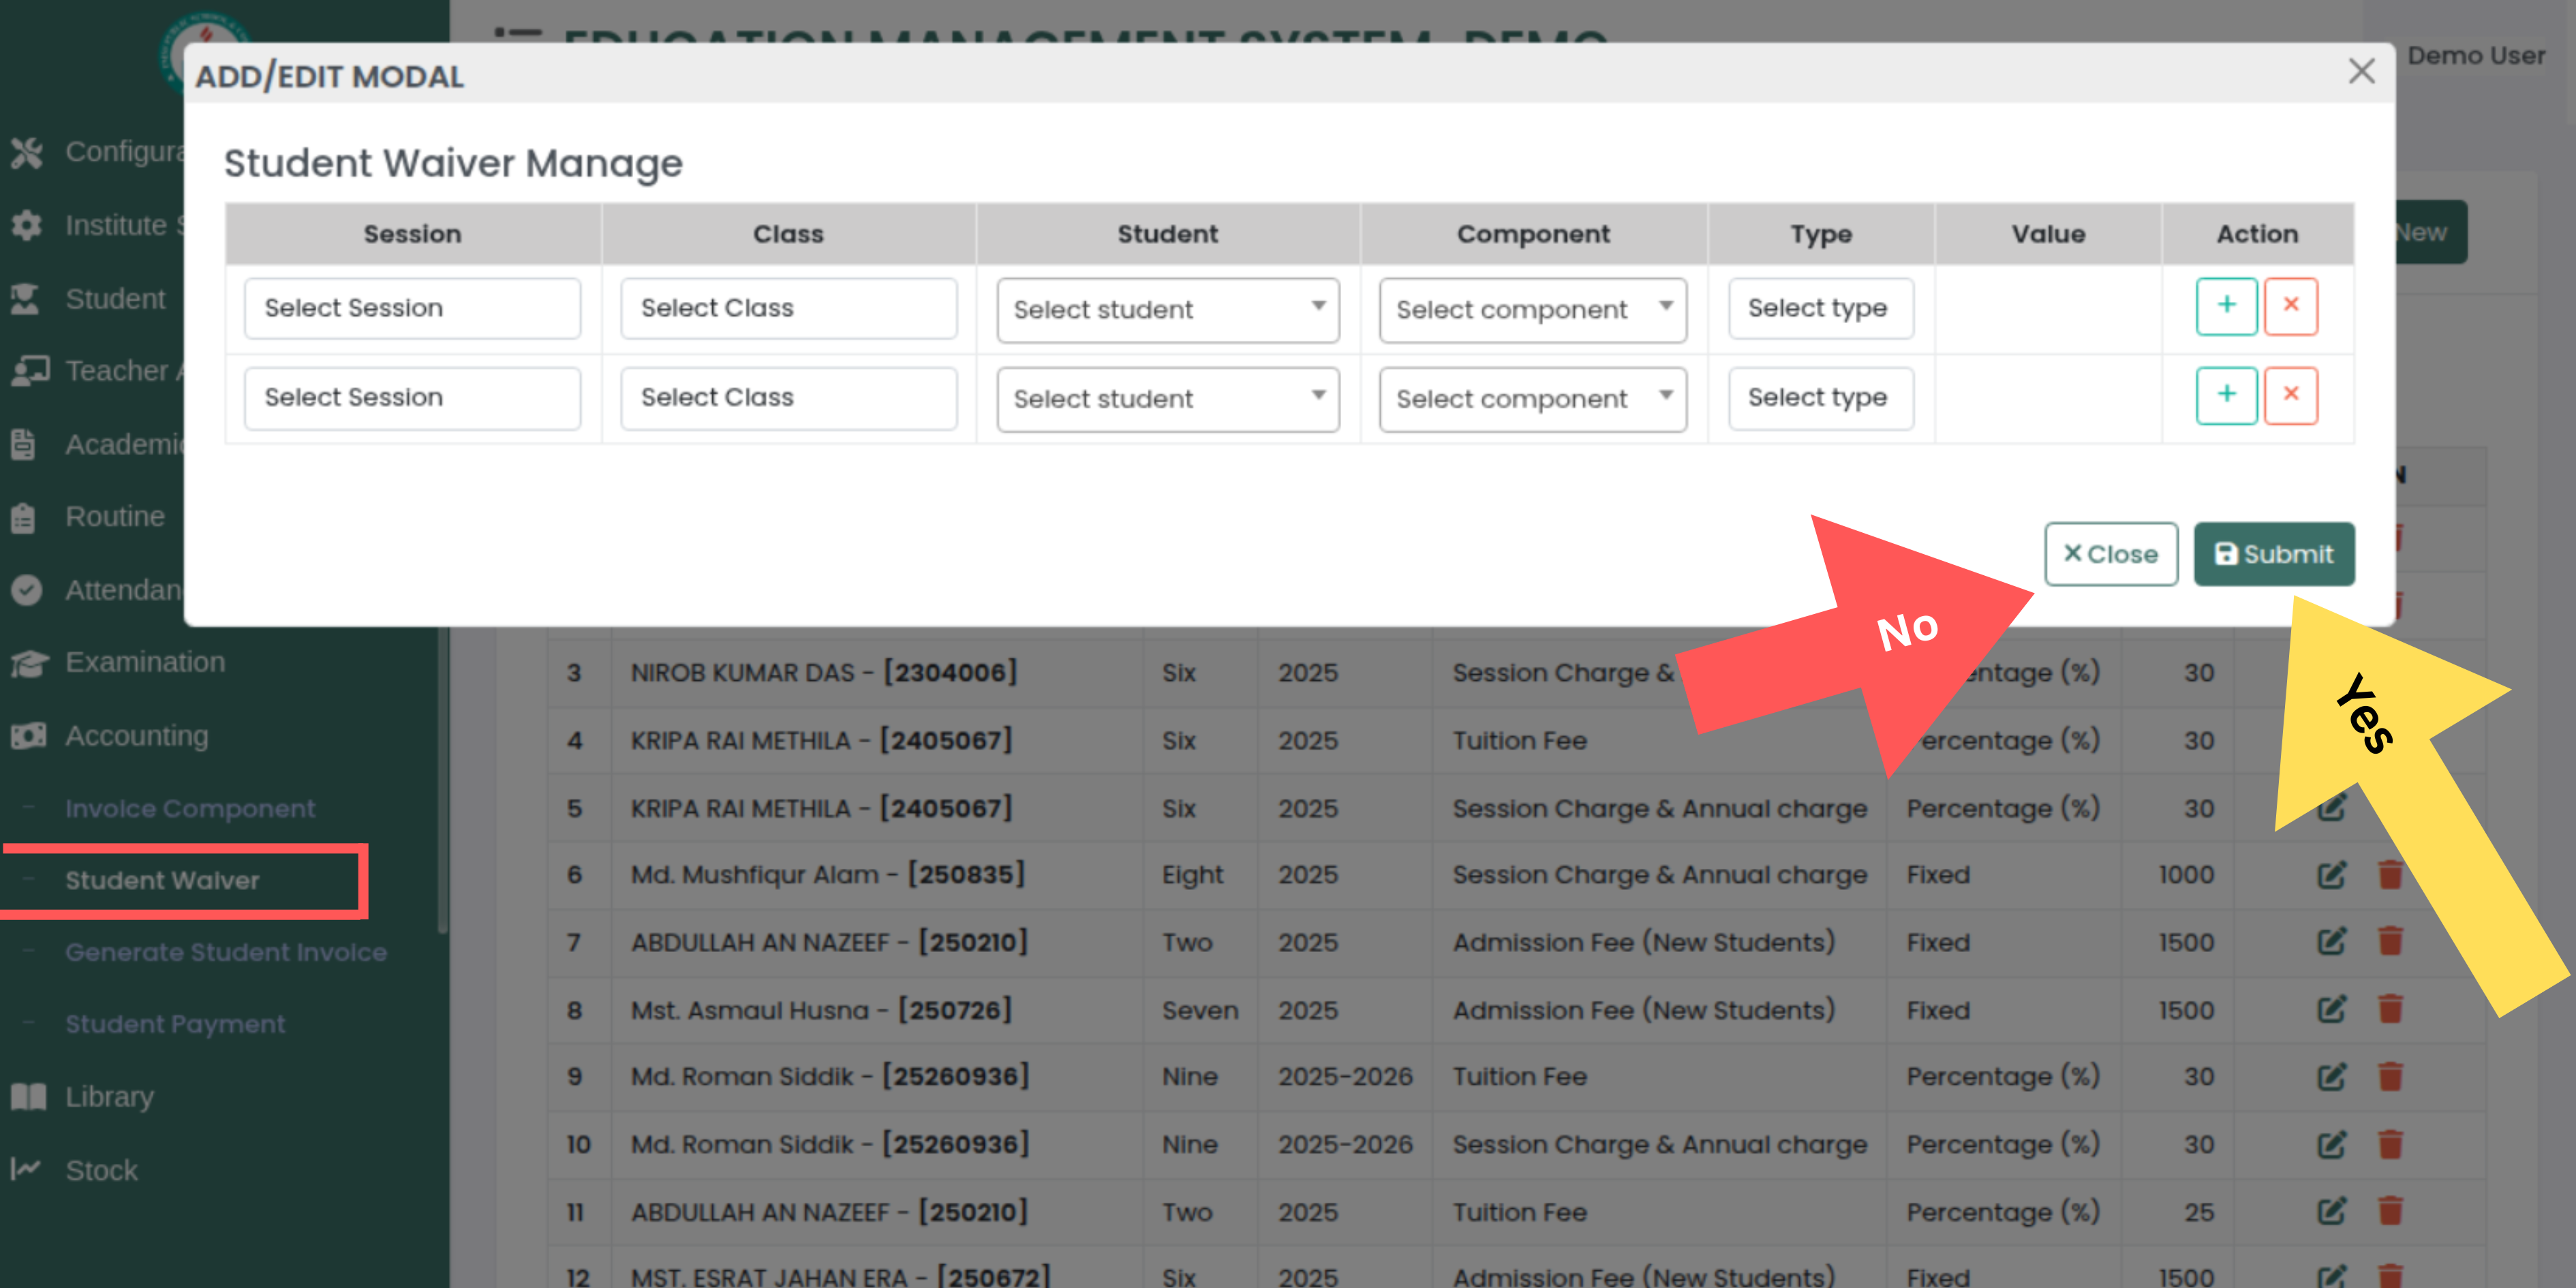 EDUCATION MANAGEMENT SYSTEM-DEMO
Demo User
ADD/EDIT MODAL
Student Waiver Manage
Session Class Student Component Type Value Action
Select Session Select Class Select student Select component Select type + ×
Select Session Select Class Select student Select component Select type + ×
× Close Submit
No
Yes
New
Configura
Institute S
Student
Teacher A
Academic
Routine
Attendan
Examination
Accounting
- Invoice Component
- Student Waiver
- Generate Student Invoice
- Student Payment
Library
Stock
N
3 NIROB KUMAR DAS - [2304006] Six 2025 Session Charge & entage (%) 30
4 KRIPA RAI METHILA - [2405067] Six 2025 Tuition Fee ercentage (%) 30
5 KRIPA RAI METHILA - [2405067] Six 2025 Session Charge & Annual charge Percentage (%) 30
6 Md. Mushfiqur Alam - [250835] Eight 2025 Session Charge & Annual charge Fixed 1000
7 ABDULLAH AN NAZEEF - [250210] Two 2025 Admission Fee (New Students) Fixed 1500
8 Mst. Asmaul Husna - [250726] Seven 2025 Admission Fee (New Students) Fixed 1500
9 Md. Roman Siddik - [25260936] Nine 2025-2026 Tuition Fee Percentage (%) 30
10 Md. Roman Siddik - [25260936] Nine 2025-2026 Session Charge & Annual charge Percentage (%) 30
11 ABDULLAH AN NAZEEF - [250210] Two 2025 Tuition Fee Percentage (%) 25
12 MST. ESRAT JAHAN ERA - [250672] Six 2025 Admission Fee (New Students) Fixed 1500